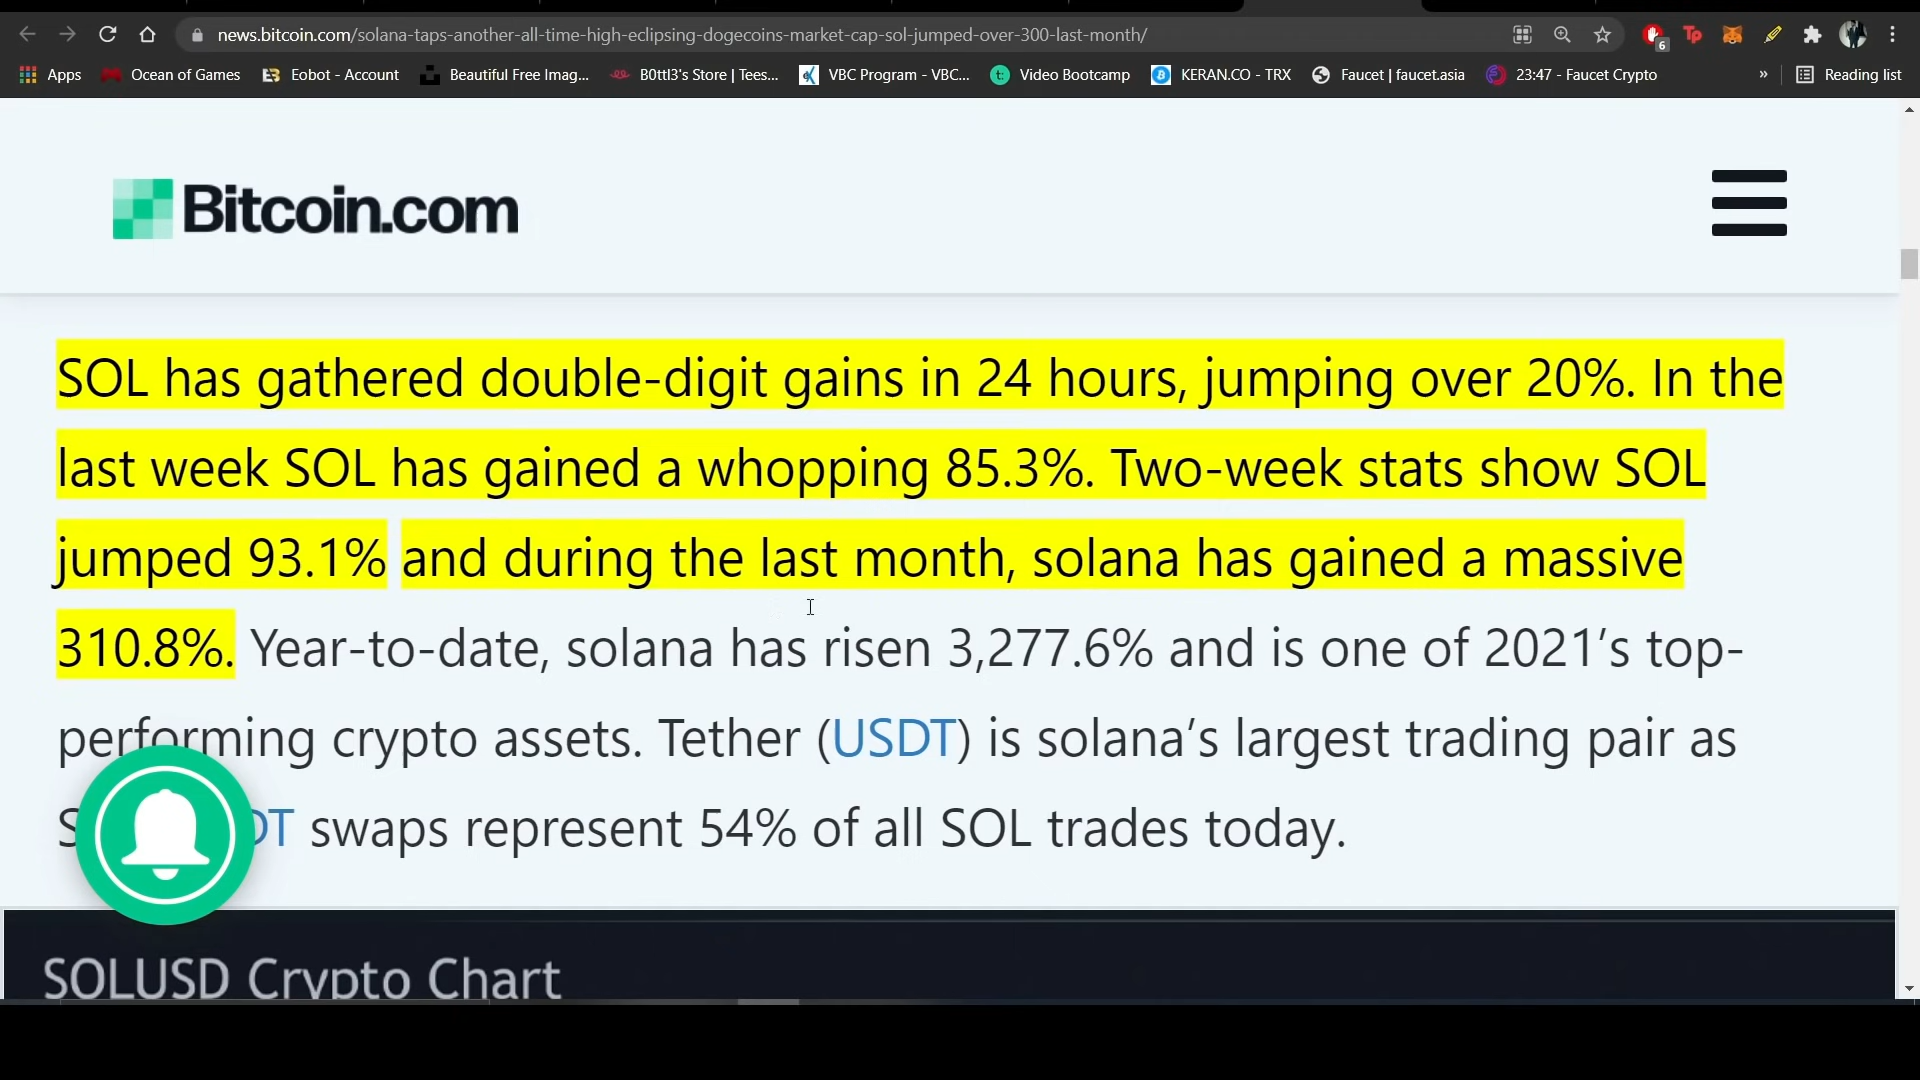 news.bitcoin.com/solana-taps-another-all-time-high-eclipsing-dogecoins-market-cap-sol-jumped-over-300-last-month/
6
Tp
Apps
Ocean of Games
Eobot - Account
Beautiful Free Imag...
B0ttl3's Store | Tees...
VBC Program - VBC...
Video Bootcamp
KERAN.CO - TRX
Faucet | faucet.asia
23:47 - Faucet Crypto
»
Reading list
Bitcoin.com
SOL has gathered double-digit gains in 24 hours, jumping over 20%. In the
last week SOL has gained a whopping 85.3%. Two-week stats show SOL
jumped 93.1% and during the last month, solana has gained a massive
310.8%. Year-to-date, solana has risen 3,277.6% and is one of 2021’s top-
performing crypto assets. Tether (USDT) is solana’s largest trading pair as
swaps represent 54% of all SOL trades today.
SOLUSD Crypto Chart